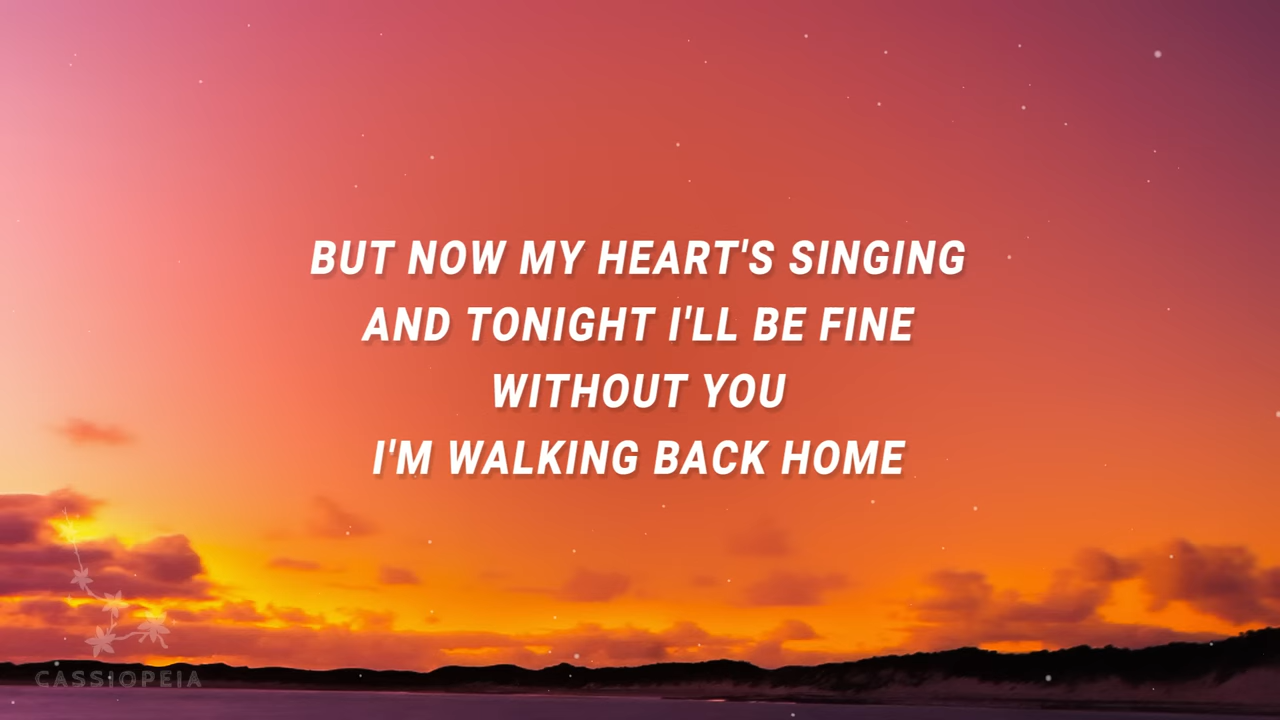 BUT NOW MY HEART'S SINGING
AND TONIGHT I'LL BE FINE
WITHOUT YOU
I'M WALKING BACK HOME
CASSIOPEIA